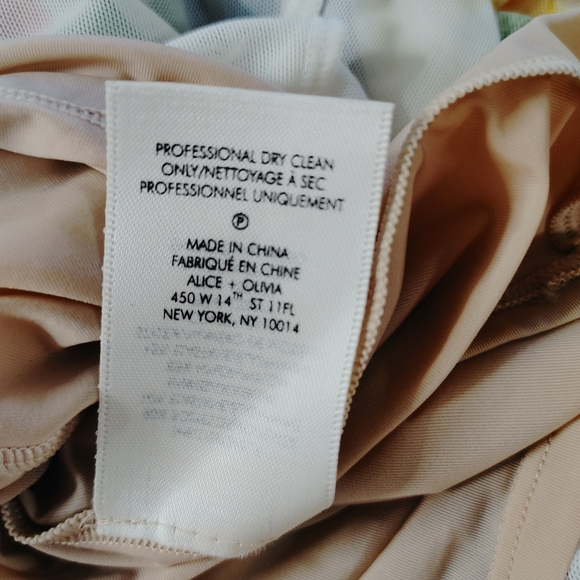 PROFESSIONAL DRY CLEAN
ONLY/NETTOYAGE À SEC
PROFESSIONNEL UNIQUEMENT
Ⓟ
MADE IN CHINA
FABRIQUÉ EN CHINE
ALICE + OLIVIA
450 W 14TH ST 11FL
NEW YORK, NY 10014